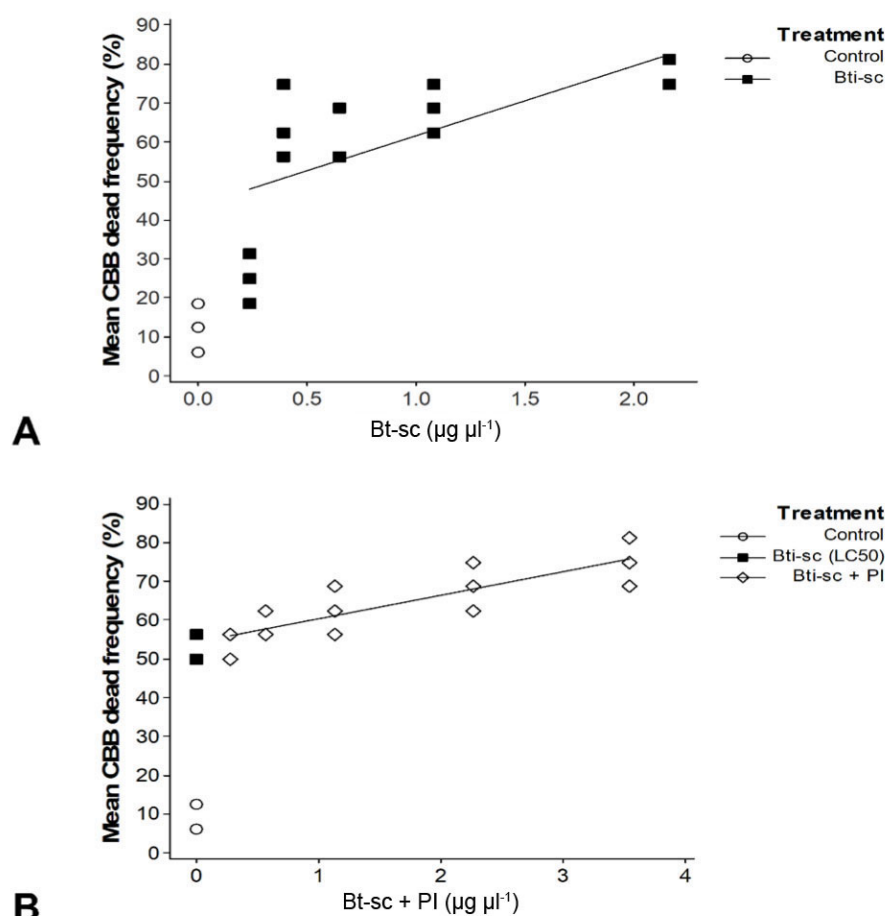 Treatment
Control
Bti-sc
Mean CBB dead frequency (%)
90
80
70
60
50
40
30
20
10
0
0.0 0.5 1.0 1.5 2.0
Bt-sc (µg µl-1)
A
Treatment
Control
Bti-sc (LC50)
Bti-sc + PI
Mean CBB dead frequency (%)
90
80
70
60
50
40
30
20
10
0
0 1 2 3 4
Bt-sc + PI (µg µl-1)
B